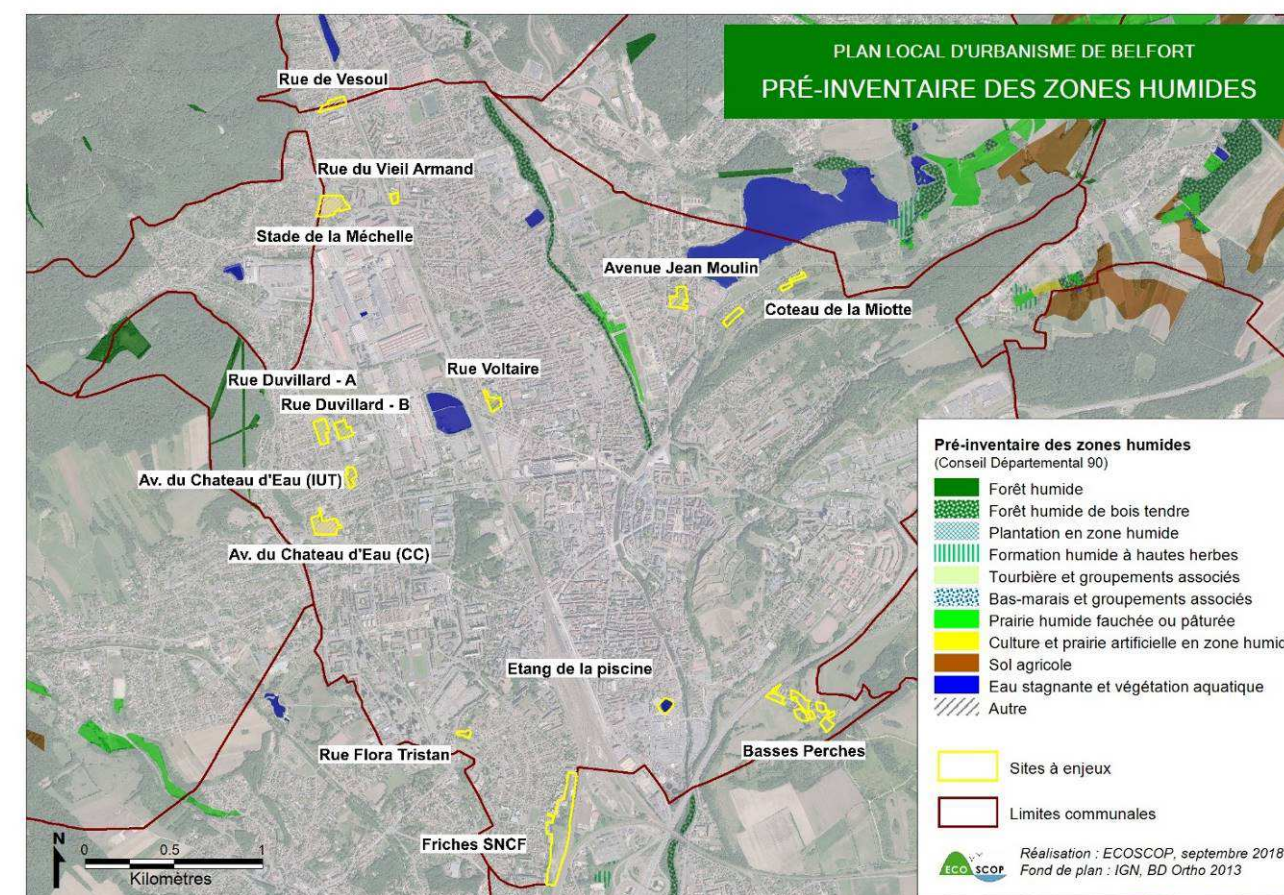 PLAN LOCAL D'URBANISME DE BELFORT
PRÉ-INVENTAIRE DES ZONES HUMIDES
Rue de Vesoul
Rue du Vieil Armand
Stade de la Méchelle
Avenue Jean Moulin
Coteau de la Miotte
Rue Duvillard - A
Rue Voltaire
Rue Duvillard - B
Av. du Chateau d'Eau (IUT)
Av. du Chateau d'Eau (CC)
Etang de la piscine
Rue Flora Tristan
Basses Perches
Friches SNCF
Pré-inventaire des zones humides
(Conseil Départemental 90)
Forêt humide
Forêt humide de bois tendre
Plantation en zone humide
Formation humide à hautes herbes
Tourbière et groupements associés
Bas-marais et groupements associés
Prairie humide fauchée ou pâturée
Culture et prairie artificielle en zone humid
Sol agricole
Eau stagnante et végétation aquatique
Autre
Sites à enjeux
Limites communales
N
0 0.5 1
Kilomètres
ECO SCOP
Réalisation : ECOSCOP, septembre 2018
Fond de plan : IGN, BD Ortho 2013